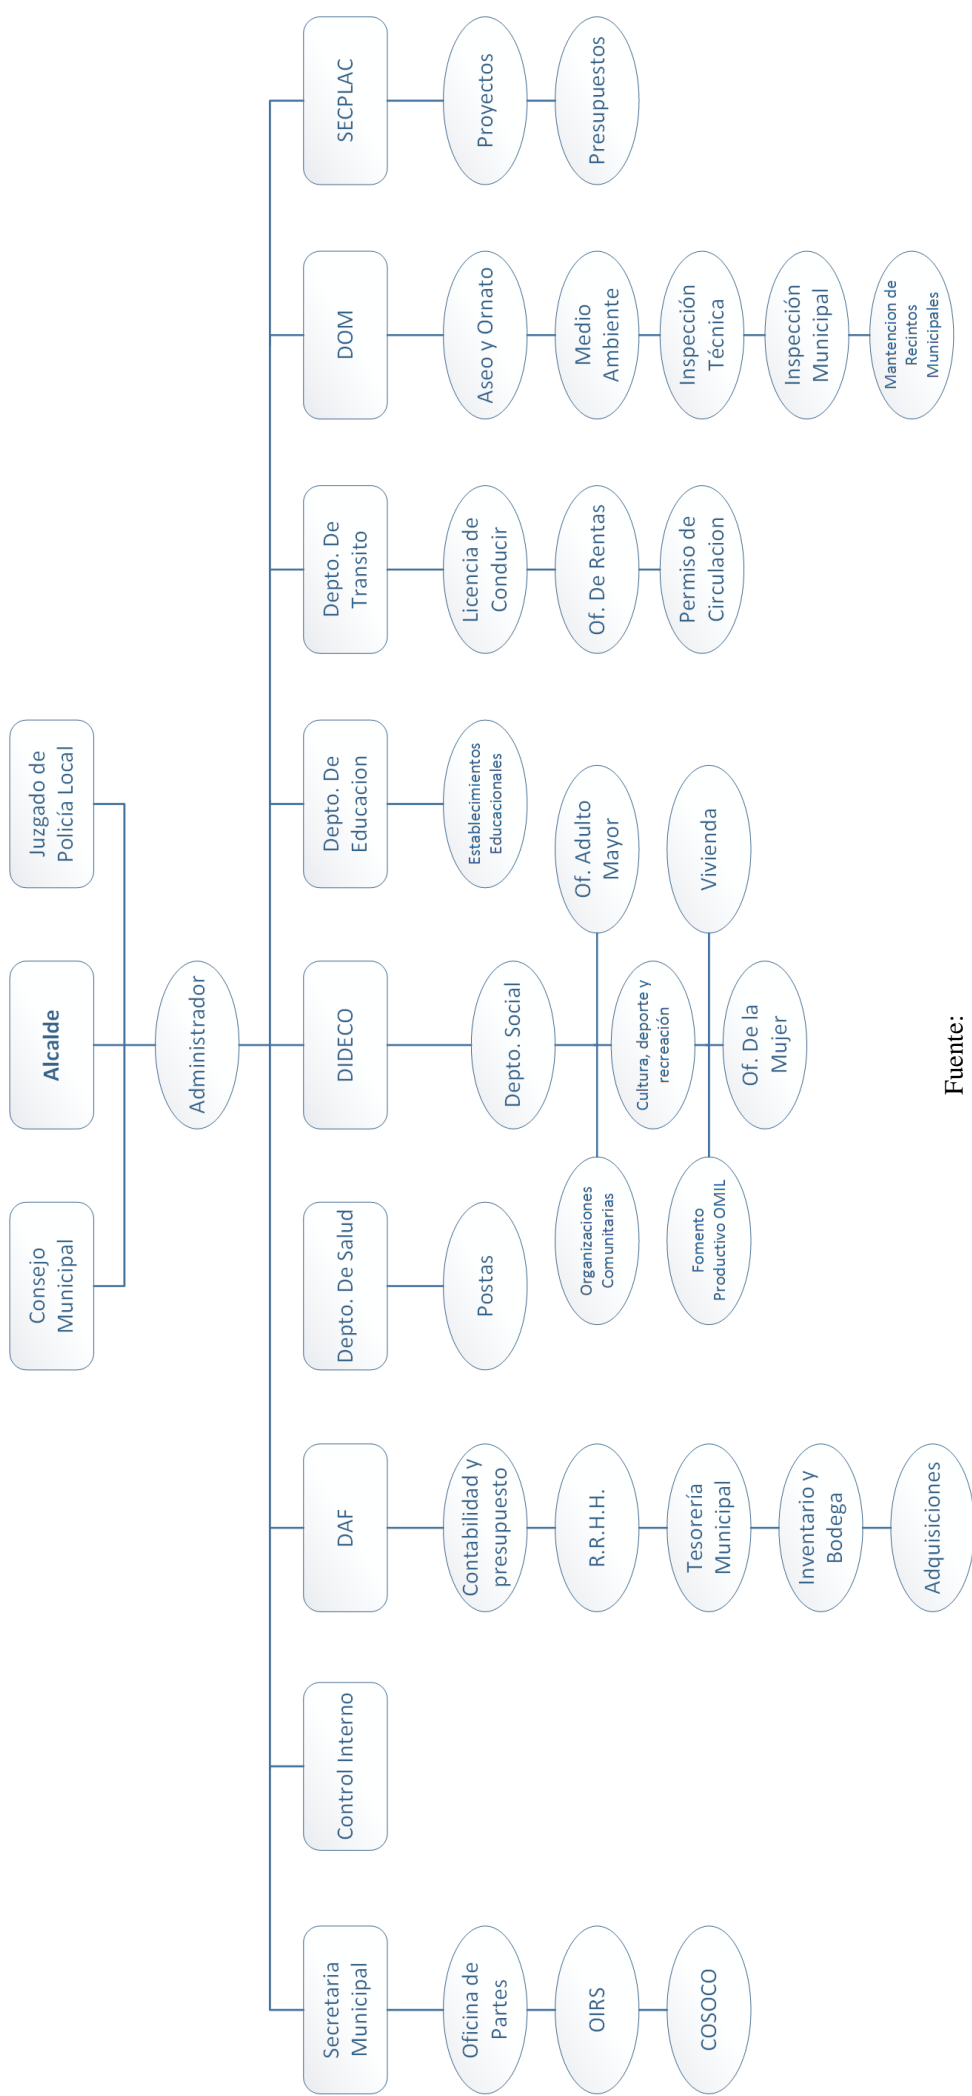 Consejo
Municipal
Alcalde
Juzgado de
Policía Local
Administrador
Secretaria
Municipal
Control Interno
DAF
Depto. De Salud
DIDECO
Depto. De
Educacion
Depto. De
Transito
DOM
SECPLAC
Oficina de
Partes
OIRS
COSOCO
Contabilidad y
presupuesto
R.R.H.H.
Tesorería
Municipal
Inventario y
Bodega
Adquisiciones
Postas
Depto. Social
Organizaciones
Comunitarias
Of. Adulto
Mayor
Cultura, deporte y
recreación
Fomento
Productivo OMIL
Vivienda
Of. De la
Mujer
Establecimientos
Educacionales
Licencia de
Conducir
Of. De Rentas
Permiso de
Circulacion
Aseo y Ornato
Medio
Ambiente
Inspección
Técnica
Inspección
Municipal
Mantencion de
Recintos
Municipales
Proyectos
Presupuestos
Fuente: